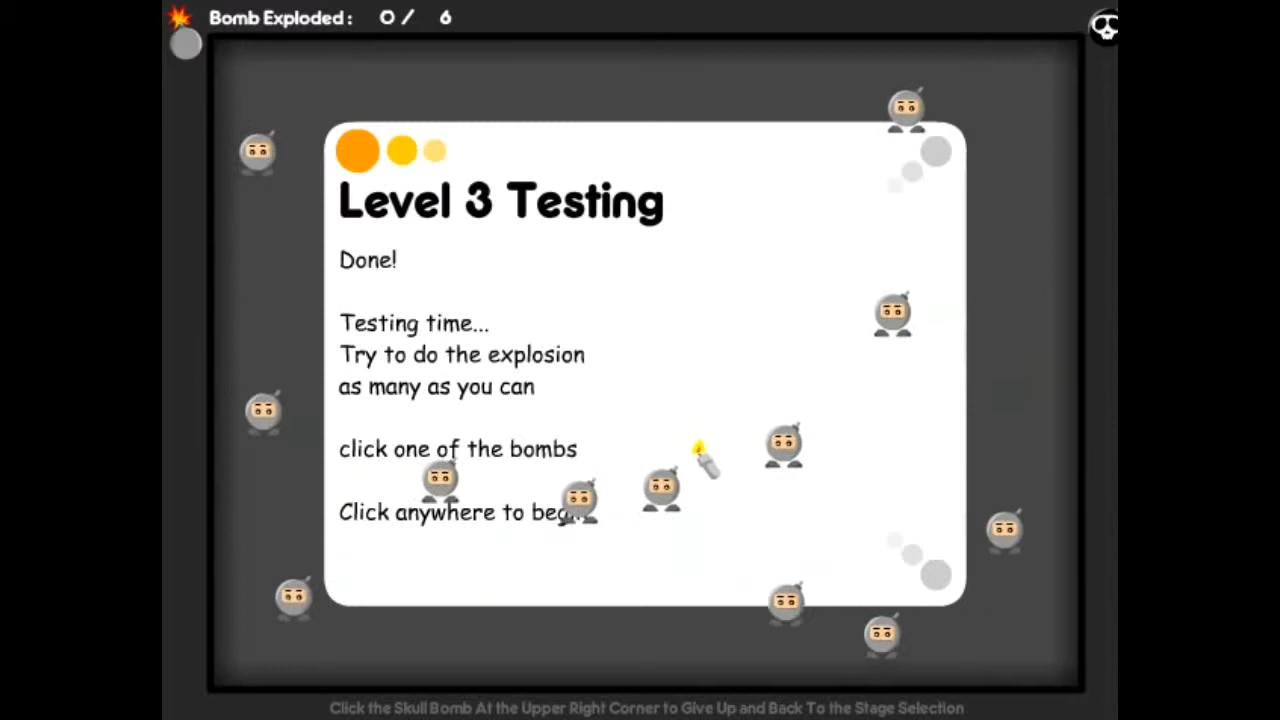 Bomb Exploded : 0 / 6
Level 3 Testing
Done!
Testing time...
Try to do the explosion
as many as you can
click one of the bombs
Click anywhere to
Click the Skull Bomb At the Upper Right Corner to Give Up and Back To the Stage Selection